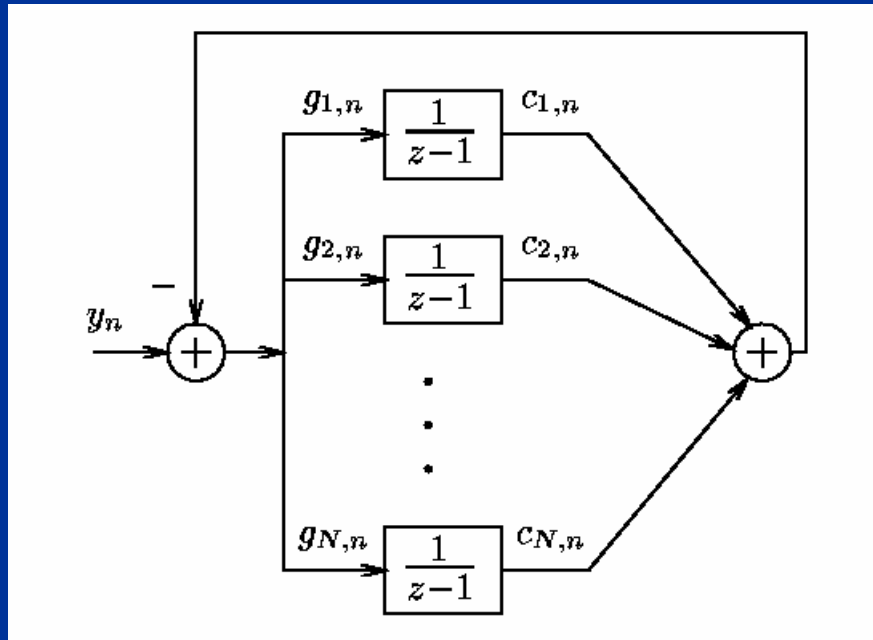 g1,n 1/(z−1) c1,n
g2,n 1/(z−1) c2,n
−
yn + +
gN,n 1/(z−1) cN,n